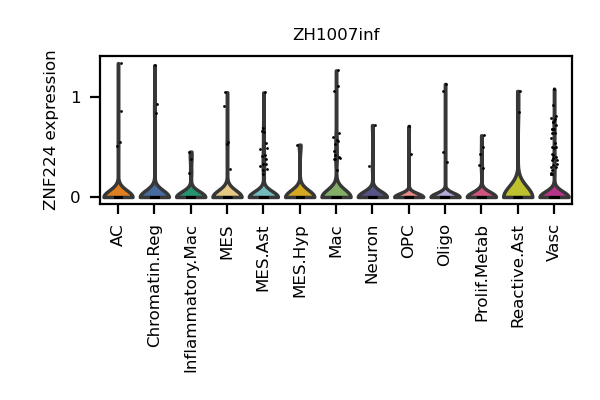 ZH1007inf
ZNF224 expression
1
0
AC
Chromatin.Reg
Inflammatory.Mac
MES
MES.Ast
MES.Hyp
Mac
Neuron
OPC
Oligo
Prolif.Metab
Reactive.Ast
Vasc